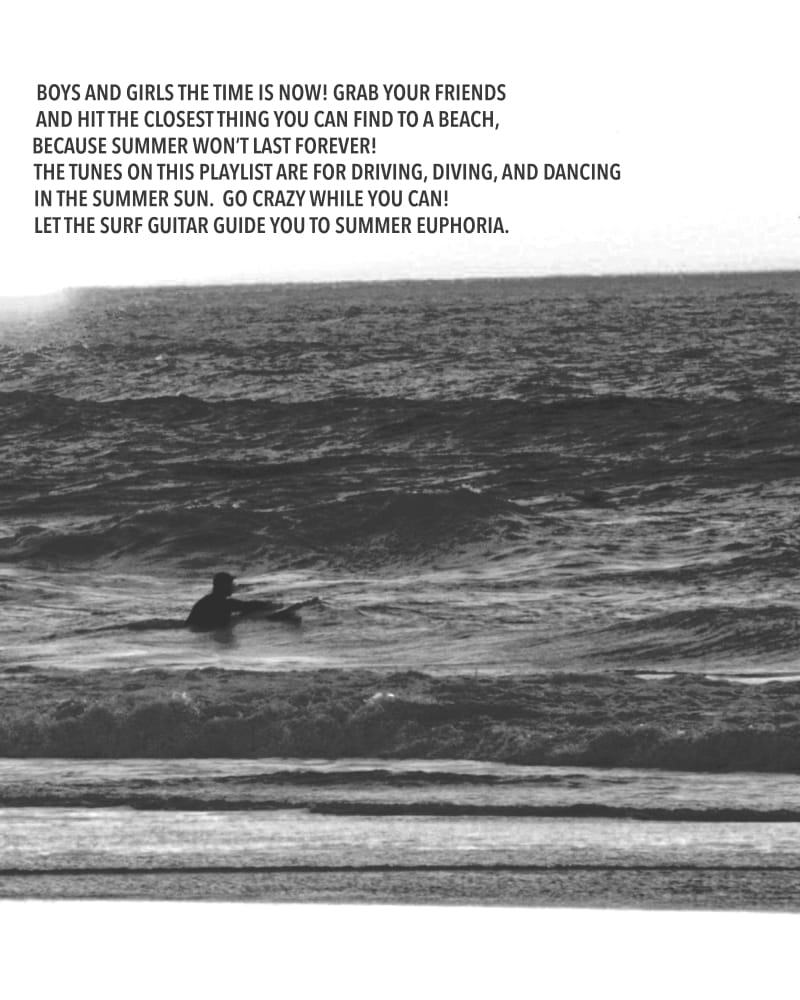 BOYS AND GIRLS THE TIME IS NOW! GRAB YOUR FRIENDS
AND HIT THE CLOSEST THING YOU CAN FIND TO A BEACH,
BECAUSE SUMMER WON'T LAST FOREVER!
THE TUNES ON THIS PLAYLIST ARE FOR DRIVING, DIVING, AND DANCING
IN THE SUMMER SUN.  GO CRAZY WHILE YOU CAN!
LET THE SURF GUITAR GUIDE YOU TO SUMMER EUPHORIA.